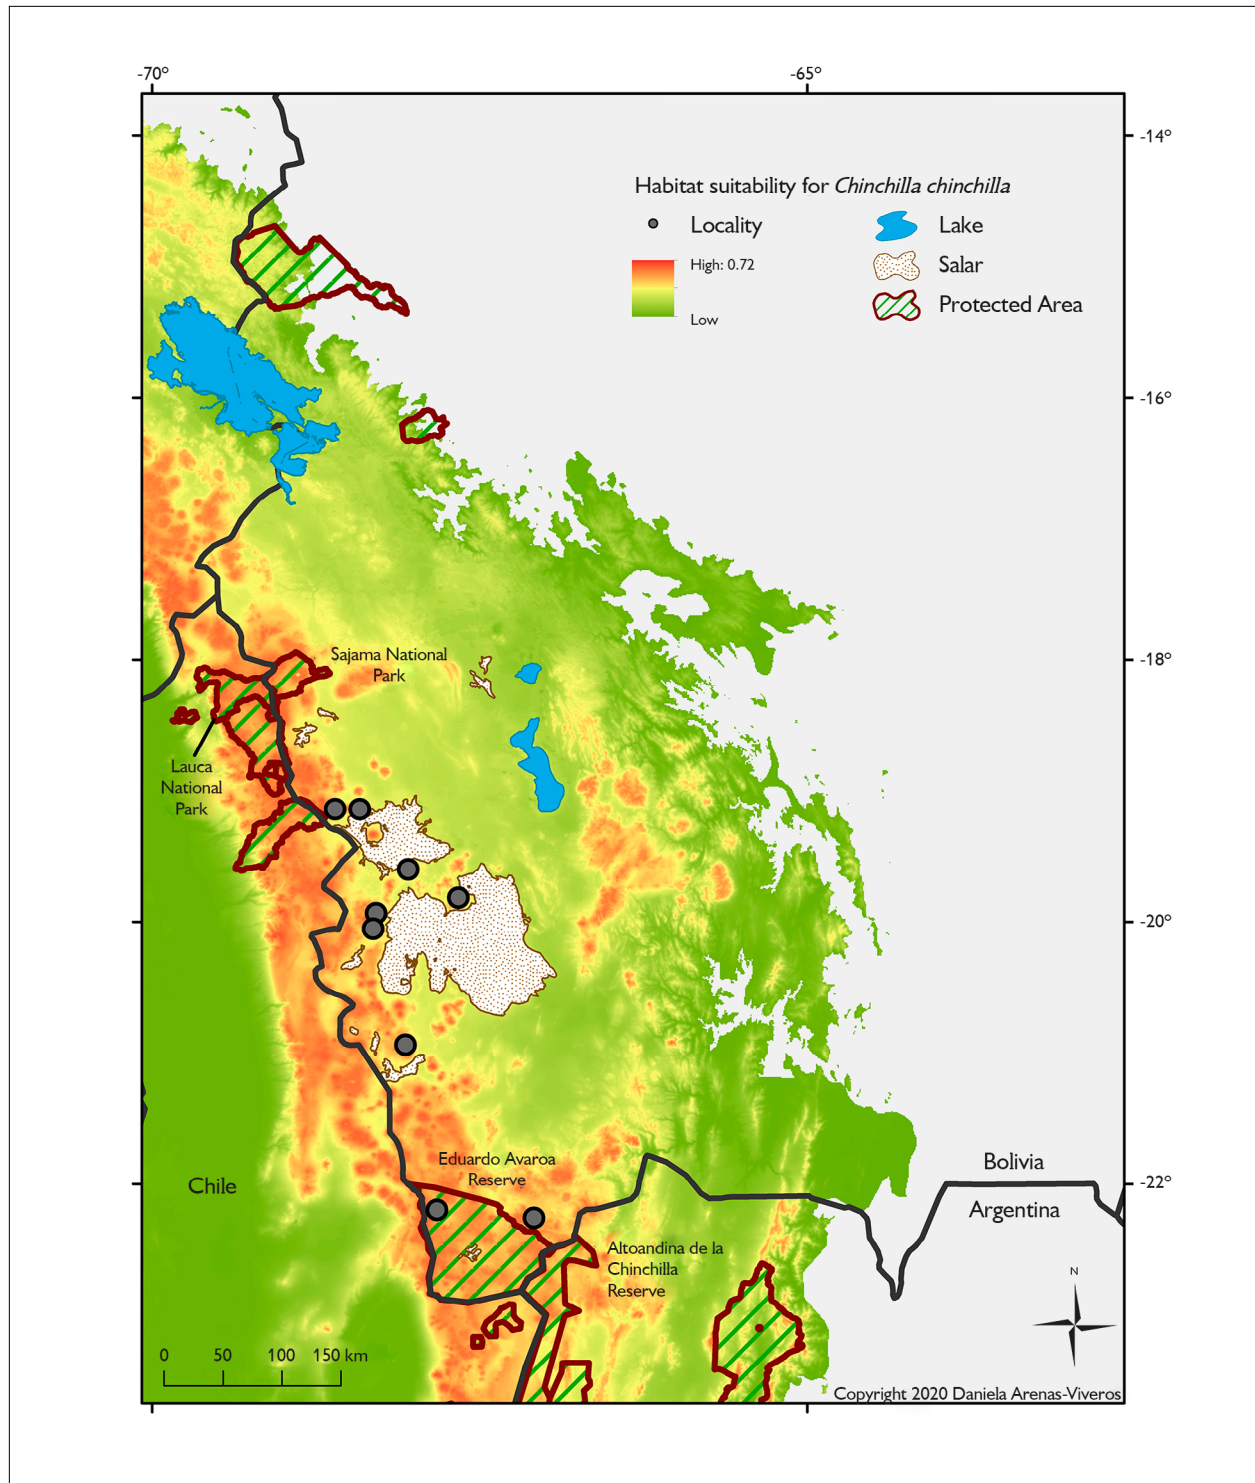 -70°
-65°
-14°
Habitat suitability for Chinchilla chinchilla
Locality
Lake
High: 0.72
Salar
Low
Protected Area
-16°
Sajama National
Park
-18°
Lauca
National
Park
-20°
Eduardo Avaroa
Reserve
Bolivia
Chile
-22°
Argentina
Altoandina de la
Chinchilla
Reserve
N
0 50 100 150 km
Copyright 2020 Daniela Arenas-Viveros